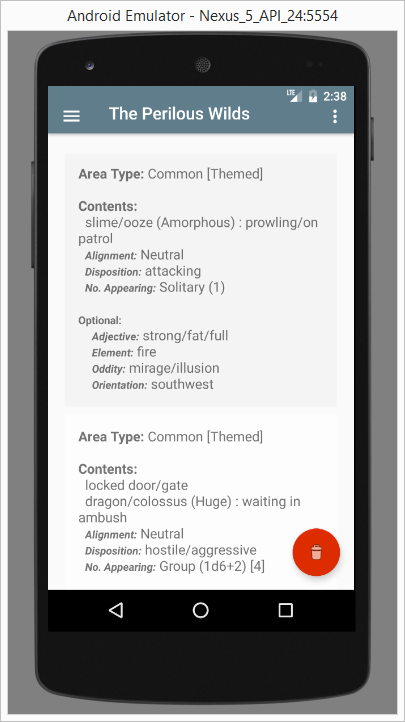 Android Emulator - Nexus_5_API_24:5554
LTE 2:38
The Perilous Wilds
Area Type: Common [Themed]
Contents:
slime/ooze (Amorphous) : prowling/on
patrol
Alignment: Neutral
Disposition: attacking
No. Appearing: Solitary (1)
Optional:
Adjective: strong/fat/full
Element: fire
Oddity: mirage/illusion
Orientation: southwest
Area Type: Common [Themed]
Contents:
locked door/gate
dragon/colossus (Huge) : waiting in
ambush
Alignment: Neutral
Disposition: hostile/aggressive
No. Appearing: Group (1d6+2) [4]